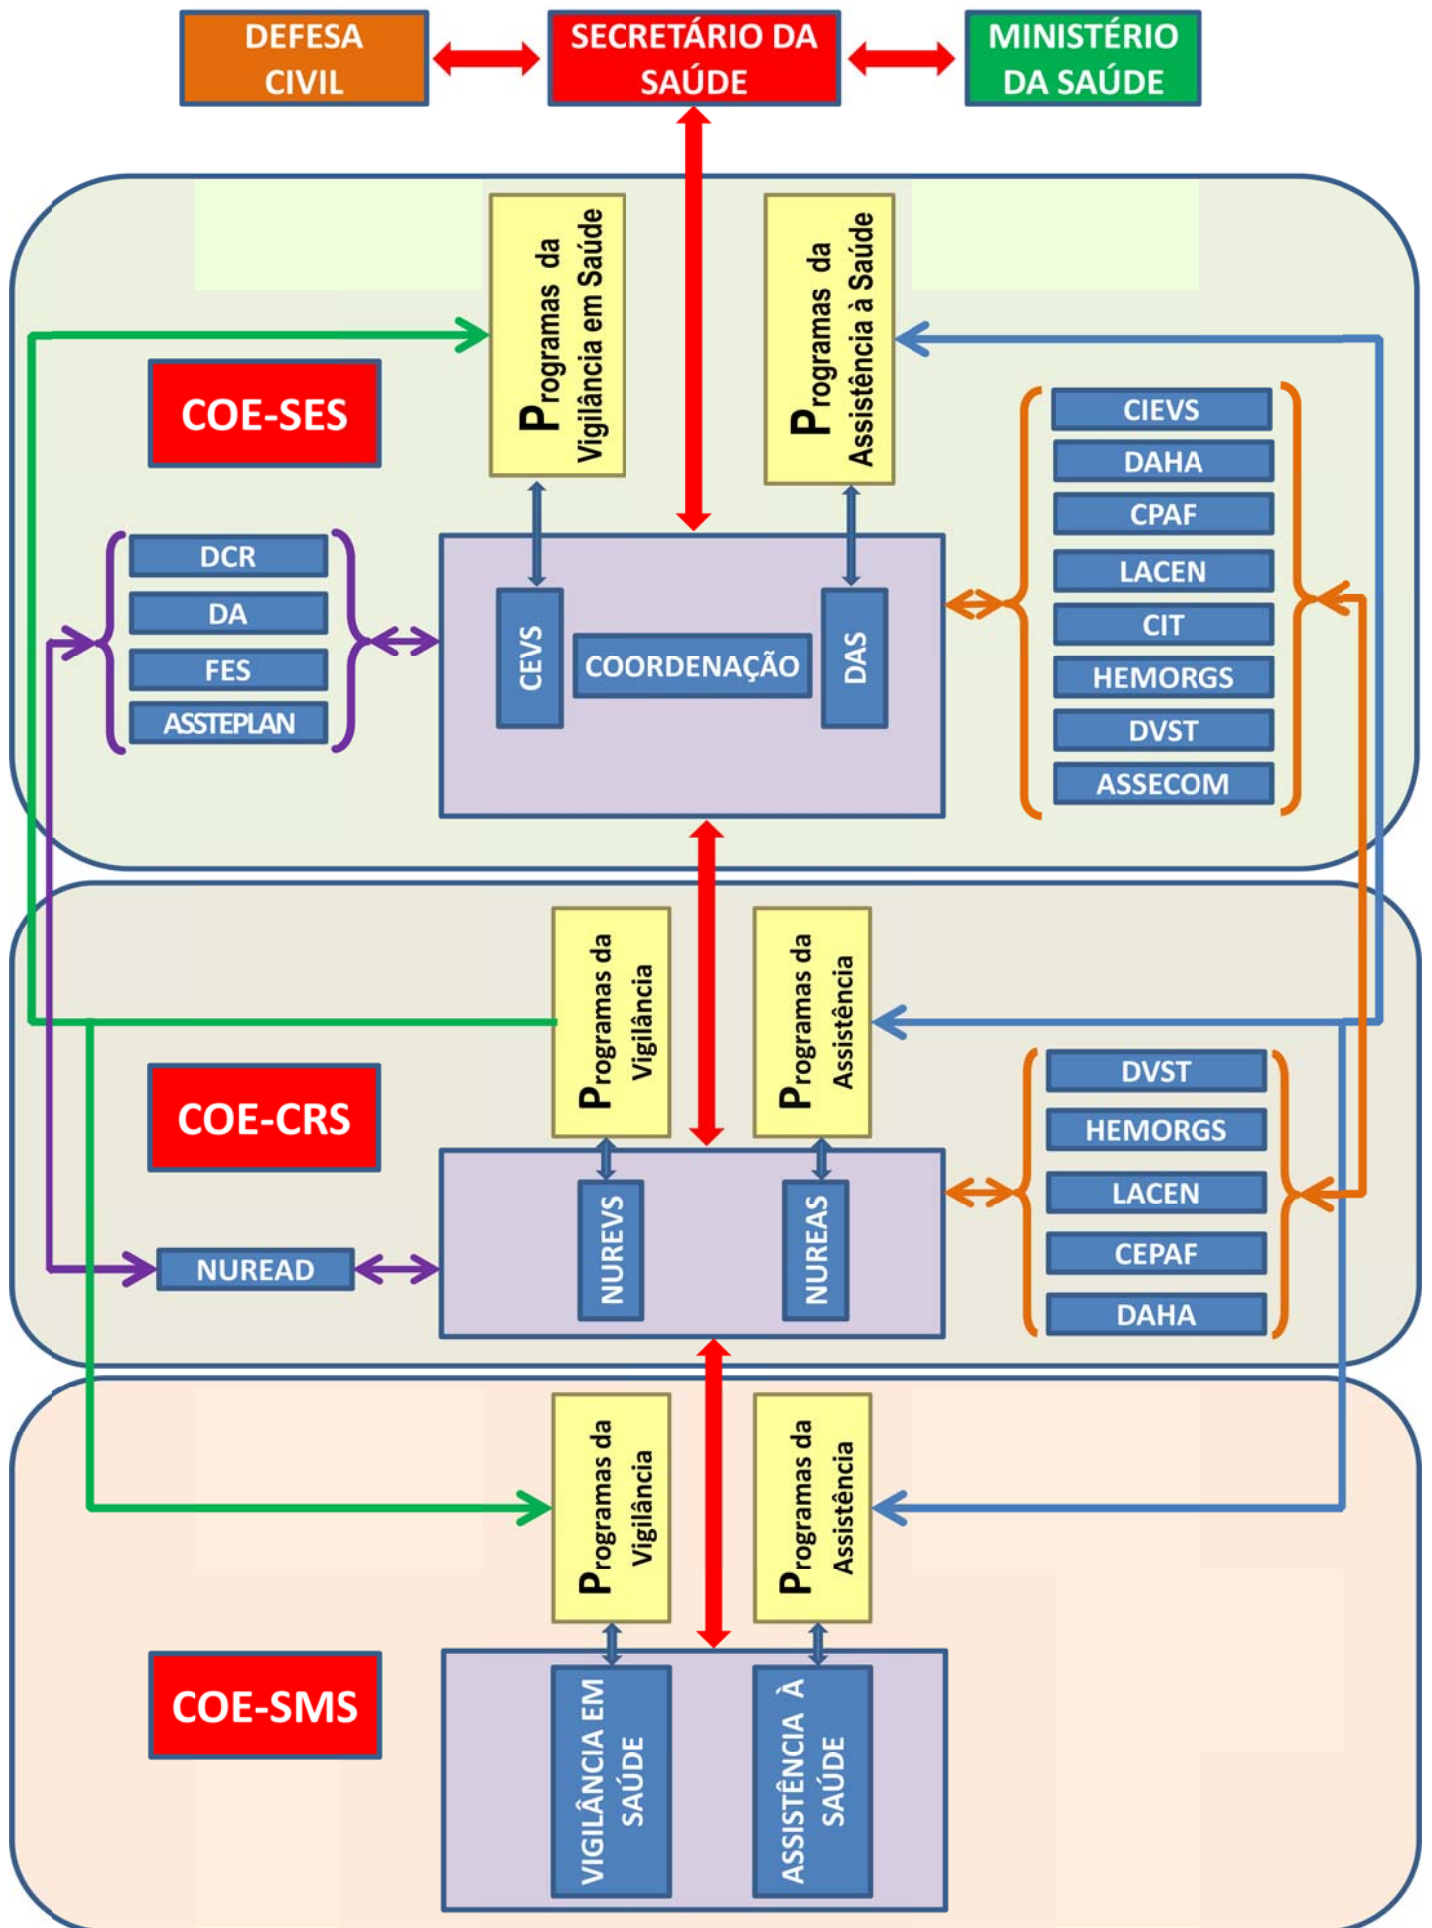 DEFESA
CIVIL
SECRETÁRIO DA
SAÚDE
MINISTÉRIO
DA SAÚDE
Programas da
Vigilância em Saúde
Programas da
Assistência à Saúde
COE-SES
DCR
DA
FES
ASSTEPLAN
CEVS
COORDENAÇÃO
DAS
CIEVS
DAHA
CPAF
LACEN
CIT
HEMORGS
DVST
ASSECOM
Programas da
Vigilância
Programas da
Assistência
COE-CRS
NUREAD
NUREVS
NUREAS
DVST
HEMORGS
LACEN
CEPAF
DAHA
Programas da
Vigilância
Programas da
Assistência
COE-SMS
VIGILÂNCIA EM
SAÚDE
ASSISTÊNCIA À
SAÚDE